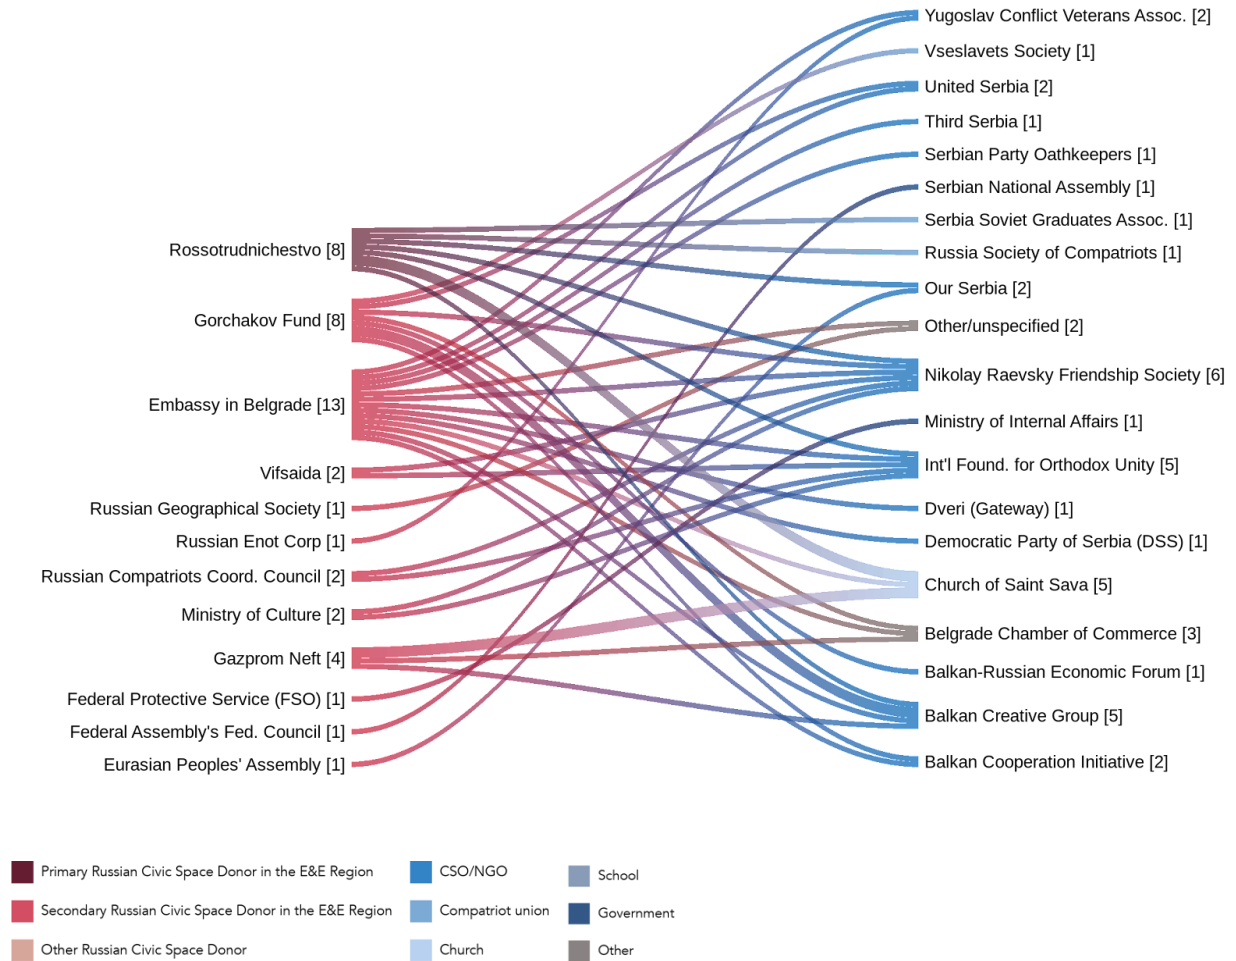 Yugoslav Conflict Veterans Assoc. [2]
Vseslavets Society [1]
United Serbia [2]
Third Serbia [1]
Serbian Party Oathkeepers [1]
Serbian National Assembly [1]
Serbia Soviet Graduates Assoc. [1]
Russia Society of Compatriots [1]
Our Serbia [2]
Other/unspecified [2]
Nikolay Raevsky Friendship Society [6]
Ministry of Internal Affairs [1]
Int'l Found. for Orthodox Unity [5]
Dveri (Gateway) [1]
Democratic Party of Serbia (DSS) [1]
Church of Saint Sava [5]
Belgrade Chamber of Commerce [3]
Balkan-Russian Economic Forum [1]
Balkan Creative Group [5]
Balkan Cooperation Initiative [2]
Rossotrudnichestvo [8]
Gorchakov Fund [8]
Embassy in Belgrade [13]
Vifsaida [2]
Russian Geographical Society [1]
Russian Enot Corp [1]
Russian Compatriots Coord. Council [2]
Ministry of Culture [2]
Gazprom Neft [4]
Federal Protective Service (FSO) [1]
Federal Assembly's Fed. Council [1]
Eurasian Peoples' Assembly [1]
Primary Russian Civic Space Donor in the E&E Region
Secondary Russian Civic Space Donor in the E&E Region
Other Russian Civic Space Donor
CSO/NGO
Compatriot union
Church
School
Government
Other